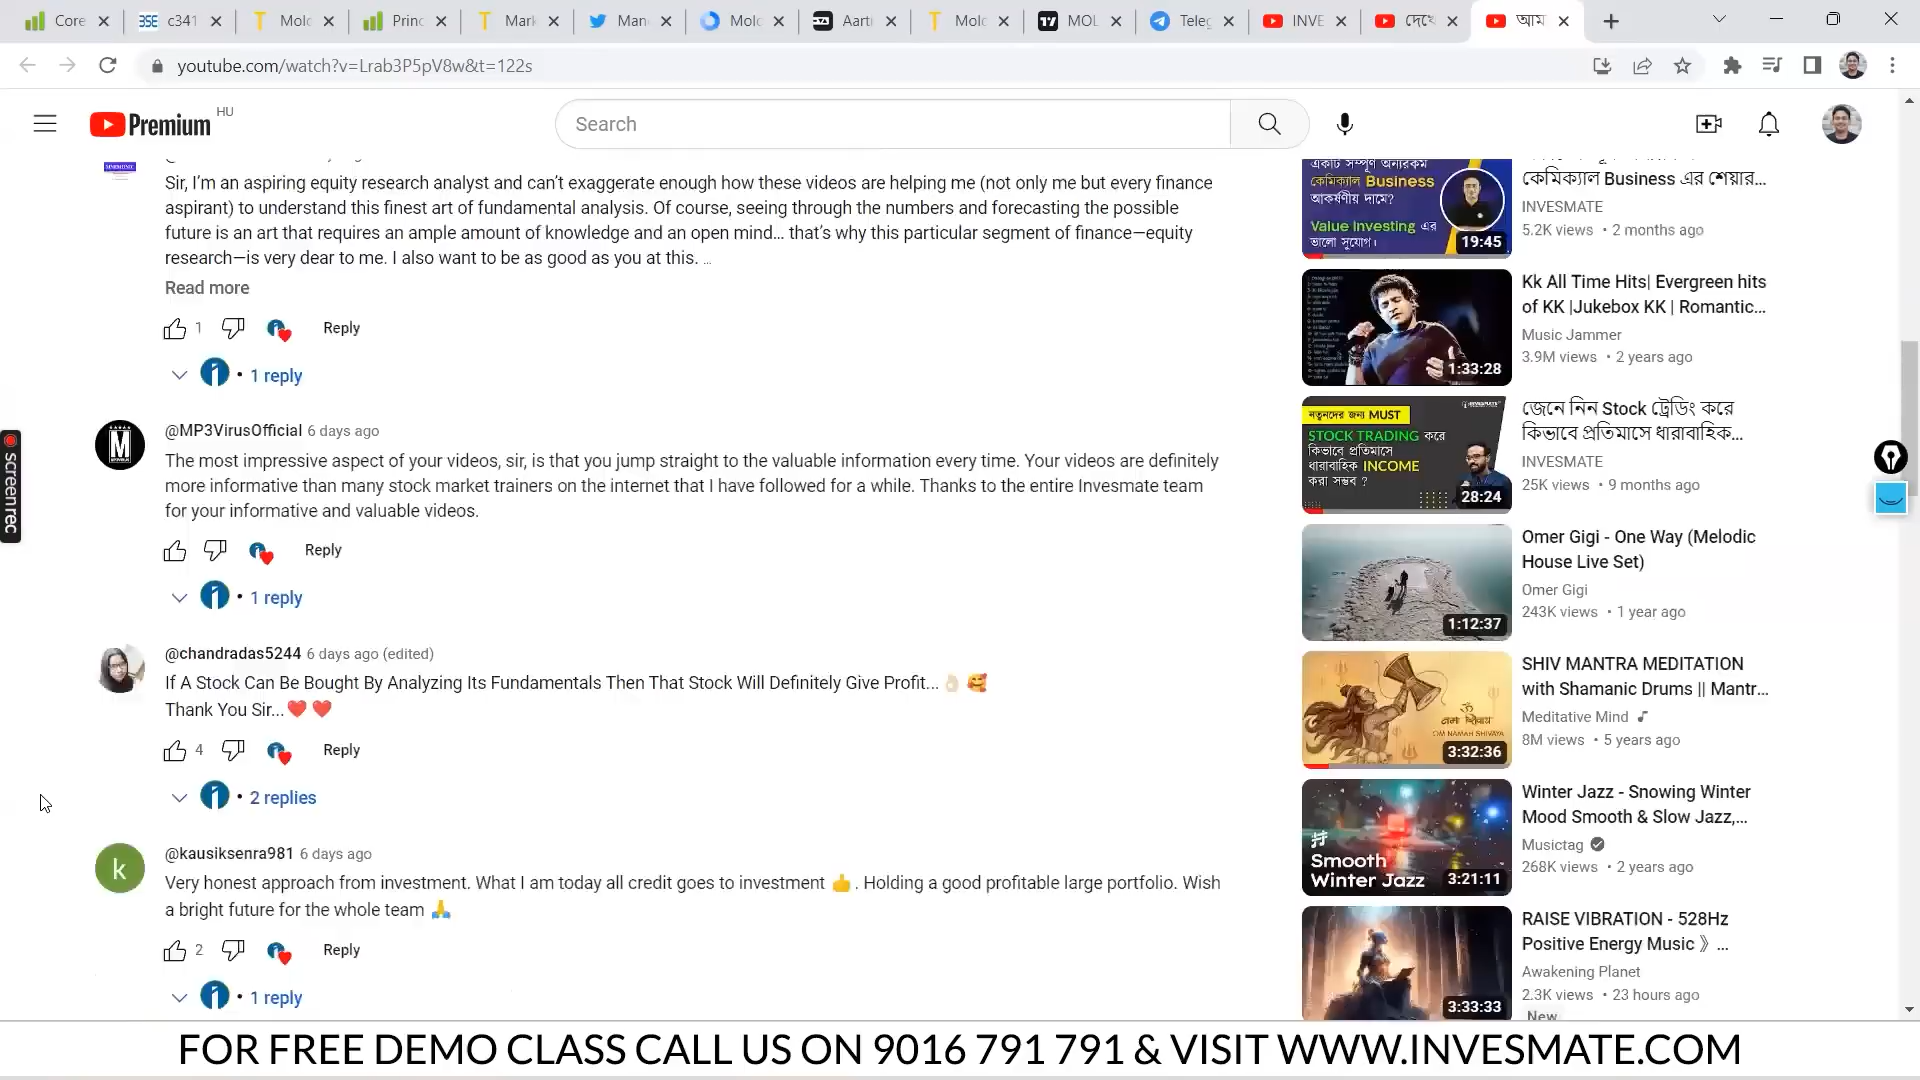 Core
c341
Molc
Princ
Mark
Man
Molc
Aarti
Molc
MOL
Teleg
INVE
দেখে
আম
youtube.com/watch?v=Lrab3P5pV8w&t=122s
Premium HU
Search
Sir, I'm an aspiring equity research analyst and can't exaggerate enough how these videos are helping me (not only me but every finance
aspirant) to understand this finest art of fundamental analysis. Of course, seeing through the numbers and forecasting the possible
future is an art that requires an ample amount of knowledge and an open mind... that's why this particular segment of finance—equity
research—is very dear to me. I also want to be as good as you at this. ...
Read more
1 Reply
• 1 reply
@MP3VirusOfficial 6 days ago
The most impressive aspect of your videos, sir, is that you jump straight to the valuable information every time. Your videos are definitely
more informative than many stock market trainers on the internet that I have followed for a while. Thanks to the entire Invesmate team
for your informative and valuable videos.
Reply
• 1 reply
@chandradas5244 6 days ago (edited)
If A Stock Can Be Bought By Analyzing Its Fundamentals Then That Stock Will Definitely Give Profit...👌🏻 🥰
Thank You Sir...❤️ ❤️
4 Reply
• 2 replies
@kausiksenra981 6 days ago
k
Very honest approach from investment. What I am today all credit goes to investment 👍. Holding a good profitable large portfolio. Wish
a bright future for the whole team 🙏
2 Reply
• 1 reply
একটি সম্পূর্ণ অন্যরকম
কেমিক্যাল Business
আকর্ষণীয় দামে?
Value Investing এর
ভালো সুযোগ।
19:45
কেমিক্যাল Business এর শেয়ার...
INVESMATE
5.2K views • 2 months ago
1:33:28
Kk All Time Hits| Evergreen hits
of KK |Jukebox KK | Romantic...
Music Jammer
3.9M views • 2 years ago
নতুনদের জন্য MUST
INVESMATE
STOCK TRADING করে
কিভাবে প্রতিমাসে
ধারাবাহিক INCOME
করা সম্ভব ?
28:24
জেনে নিন Stock ট্রেডিং করে
কিভাবে প্রতিমাসে ধারাবাহিক...
INVESMATE
25K views • 9 months ago
1:12:37
Omer Gigi - One Way (Melodic
House Live Set)
Omer Gigi
243K views • 1 year ago
ॐ
नमः शिवाय
OM NAMAH SHIVAYA
3:32:36
SHIV MANTRA MEDITATION
with Shamanic Drums || Mantr...
Meditative Mind
8M views • 5 years ago
Smooth
Winter Jazz
3:21:11
Winter Jazz - Snowing Winter
Mood Smooth & Slow Jazz,...
Musictag
268K views • 2 years ago
3:33:33
RAISE VIBRATION - 528Hz
Positive Energy Music 》...
Awakening Planet
2.3K views • 23 hours ago
New
screenrec
FOR FREE DEMO CLASS CALL US ON 9016 791 791 & VISIT WWW.INVESMATE.COM